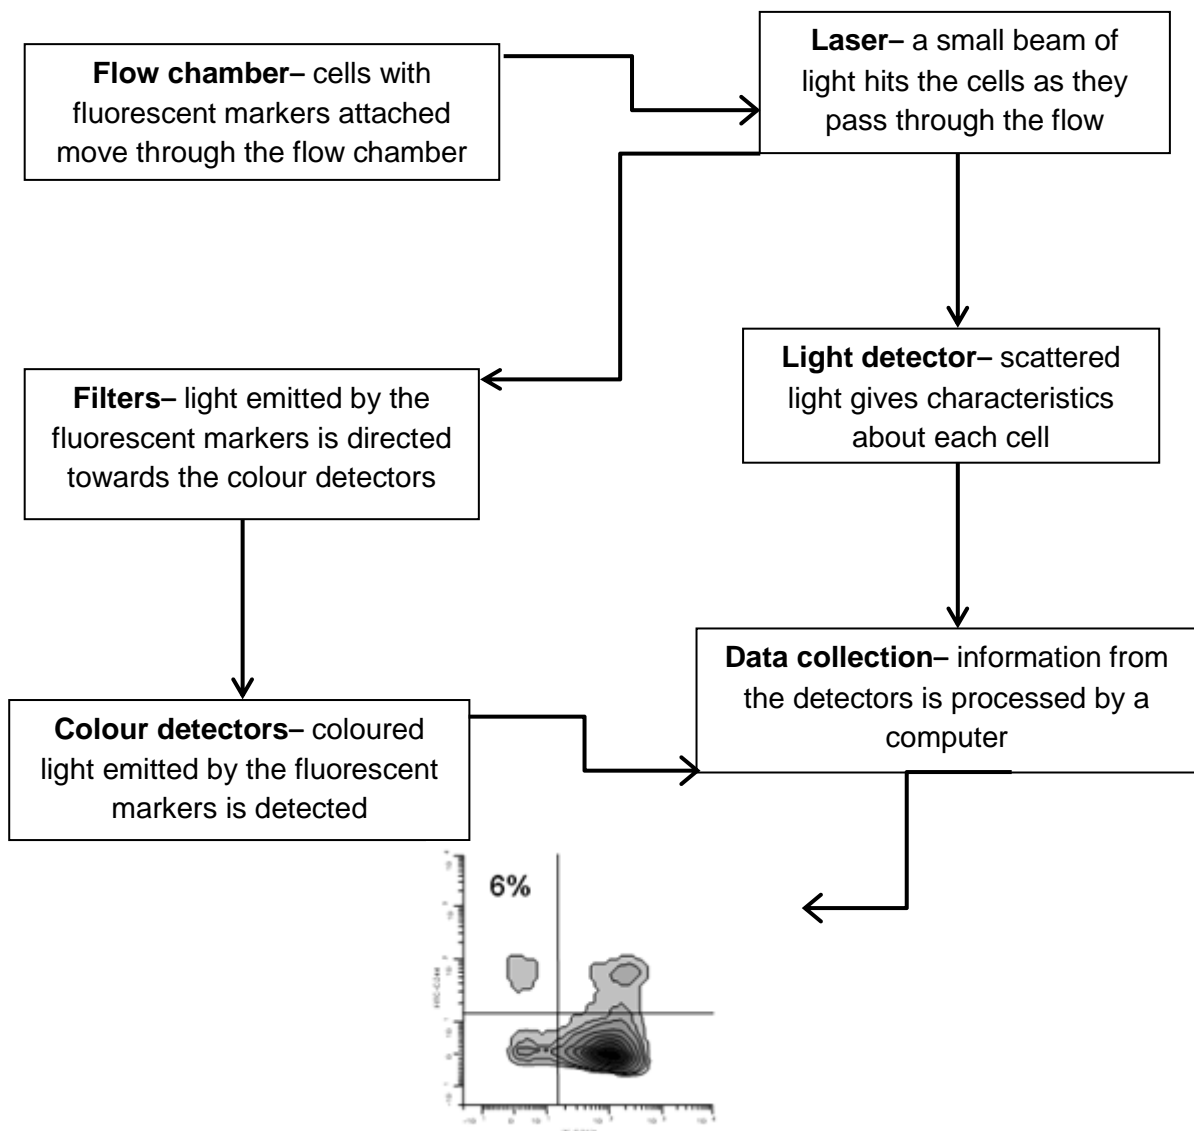 Flow chamber– cells with
fluorescent markers attached
move through the flow chamber
Laser– a small beam of
light hits the cells as they
pass through the flow
Filters– light emitted by the
fluorescent markers is directed
towards the colour detectors
Light detector– scattered
light gives characteristics
about each cell
Colour detectors– coloured
light emitted by the fluorescent
markers is detected
Data collection– information from
the detectors is processed by a
computer
6%